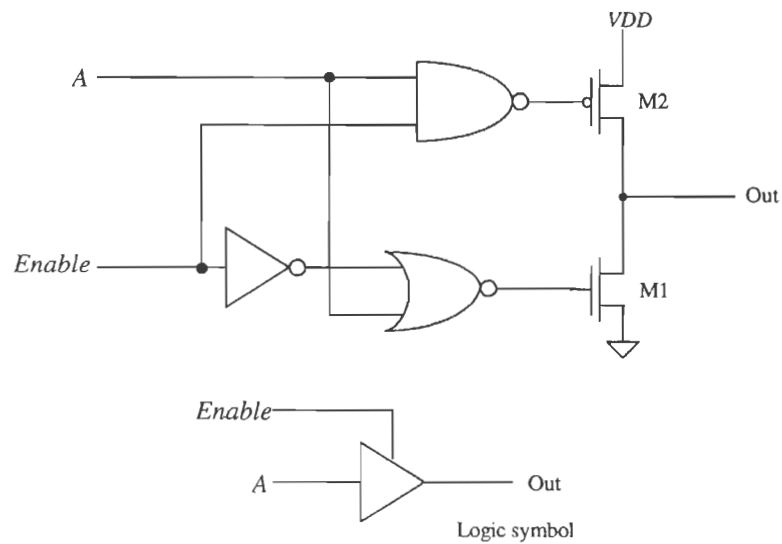 VDD
A
M2
Out
Enable
M1
Enable
A
Out
Logic symbol